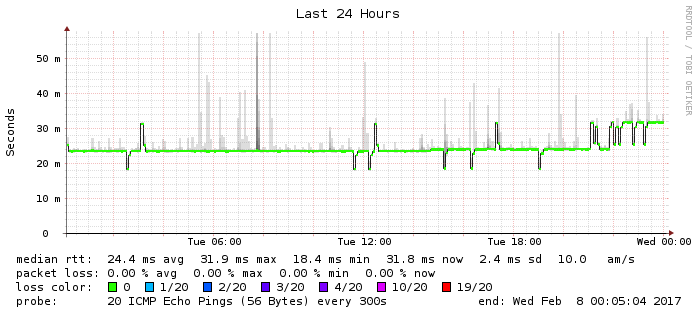 Last 24 Hours
RRDTOOL / TOBI OETIKER
Seconds
50 m
40 m
30 m
20 m
10 m
0
Tue 06:00 Tue 12:00 Tue 18:00 Wed 00:00
median rtt: 24.4 ms avg 31.9 ms max 18.4 ms min 31.8 ms now 2.4 ms sd 10.0 am/s
packet loss: 0.00 % avg 0.00 % max 0.00 % min 0.00 % now
loss color: 0 1/20 2/20 3/20 4/20 10/20 19/20
probe: 20 ICMP Echo Pings (56 Bytes) every 300s end: Wed Feb 8 00:05:04 2017